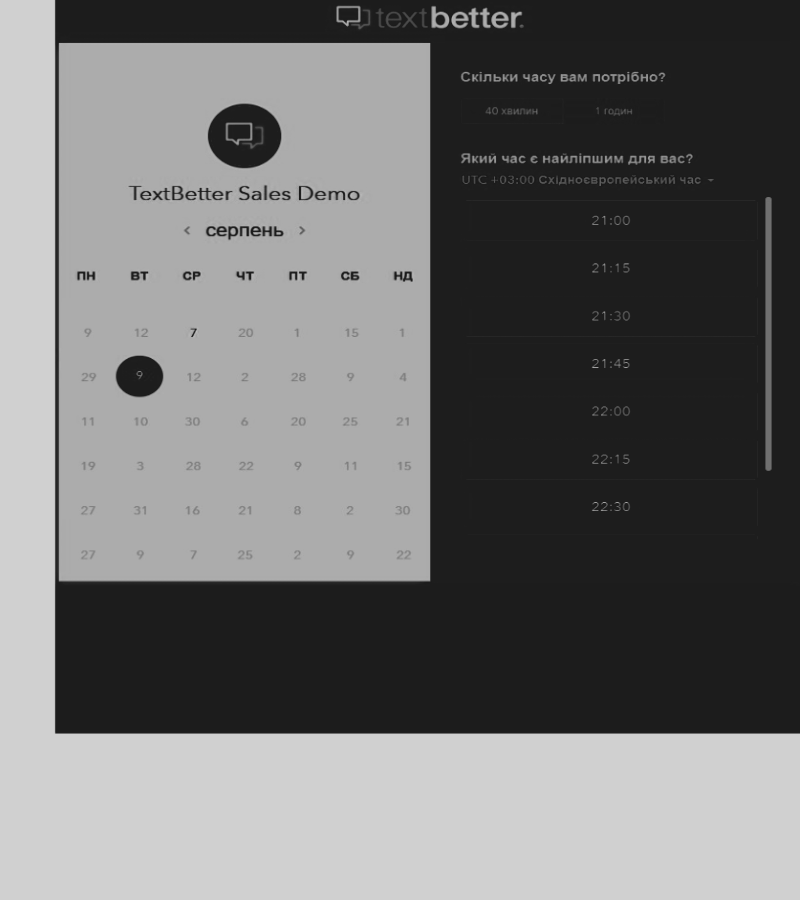 textbetter.
TextBetter Sales Demo
серпень
ПН ВТ СР ЧТ ПТ СБ НД
9 12 7 20 1 15 1
29 9 12 2 28 9 4
11 10 30 6 20 25 21
19 3 28 22 9 11 15
27 31 16 21 8 2 30
27 9 7 25 2 9 22
Скільки часу вам потрібно?
40 хвилин 1 годин
Який час є найліпшим для вас?
UTC +03:00 Східноєвропейський час
21:00
21:15
21:30
21:45
22:00
22:15
22:30